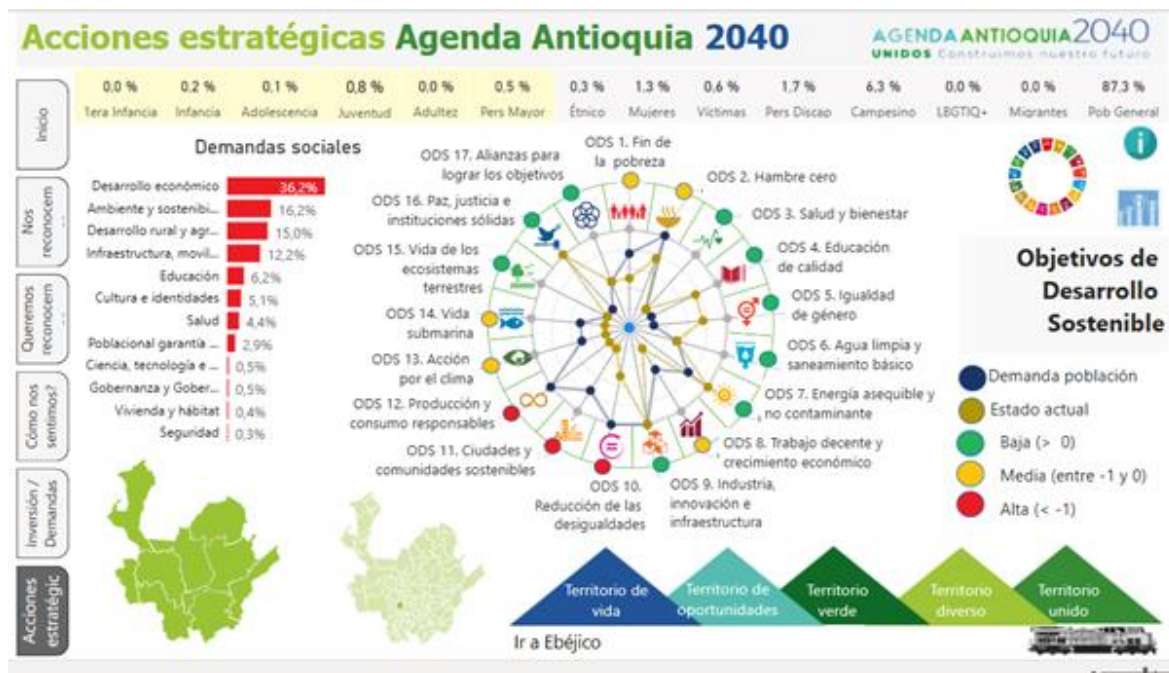 Acciones estratégicas Agenda Antioquia 2040
AGENDA ANTIOQUIA 2040
UNIDOS Construimos nuestro futuro
0,0 % 0.2 % 0.1 % 0,8 % 0.0 % 0.5 % 0.3 % 1.3 % 0,6 % 1.7 % 6.3 % 0.0 % 0.0 % 87.3 %
1era Infancia Infancia Adolescencia Juventud Adultez Pers Mayor Étnico Mujeres Víctimas Pers Discap Campesino LBGTIQ+ Migrantes Pob General
Inicio
Nos
reconocem
Queremos
reconocem
Cómo nos
sentimos?
Inversión /
Demandas
Acciones
estratégic
Demandas sociales
Desarrollo económico 36,2%
Ambiente y sostenibi... 16,2%
Desarrollo rural y agr... 15,0%
Infraestructura, movil... 12,2%
Educación 6,2%
Cultura e identidades 5,1%
Salud 4,4%
Poblacional garantía ... 2,9%
Ciencia, tecnología e ... 0,5%
Gobernanza y Gober... 0,5%
Vivienda y hábitat 0,4%
Seguridad 0,3%
ODS 1. Fin de
la pobreza
ODS 2. Hambre cero
ODS 3. Salud y bienestar
ODS 4. Educación
de calidad
ODS 5. Igualdad
de género
ODS 6. Agua limpia y
saneamiento básico
ODS 7. Energía asequible y
no contaminante
ODS 8. Trabajo decente y
crecimiento económico
ODS 9. Industria,
innovación e
infraestructura
ODS 10.
Reducción de las
desigualdades
ODS 11. Ciudades y
comunidades sostenibles
ODS 12. Producción y
consumo responsables
ODS 13. Acción
por el clima
ODS 14. Vida
submarina
ODS 15. Vida de los
ecosistemas
terrestres
ODS 16. Paz, justicia e
instituciones sólidas
ODS 17. Alianzas para
lograr los objetivos
i
Objetivos de
Desarrollo
Sostenible
Demanda población
Estado actual
Baja (> 0)
Media (entre -1 y 0)
Alta (< -1)
Territorio de
vida
Territorio de
oportunidades
Territorio
verde
Territorio
diverso
Territorio
unido
Ir a Ebéjico